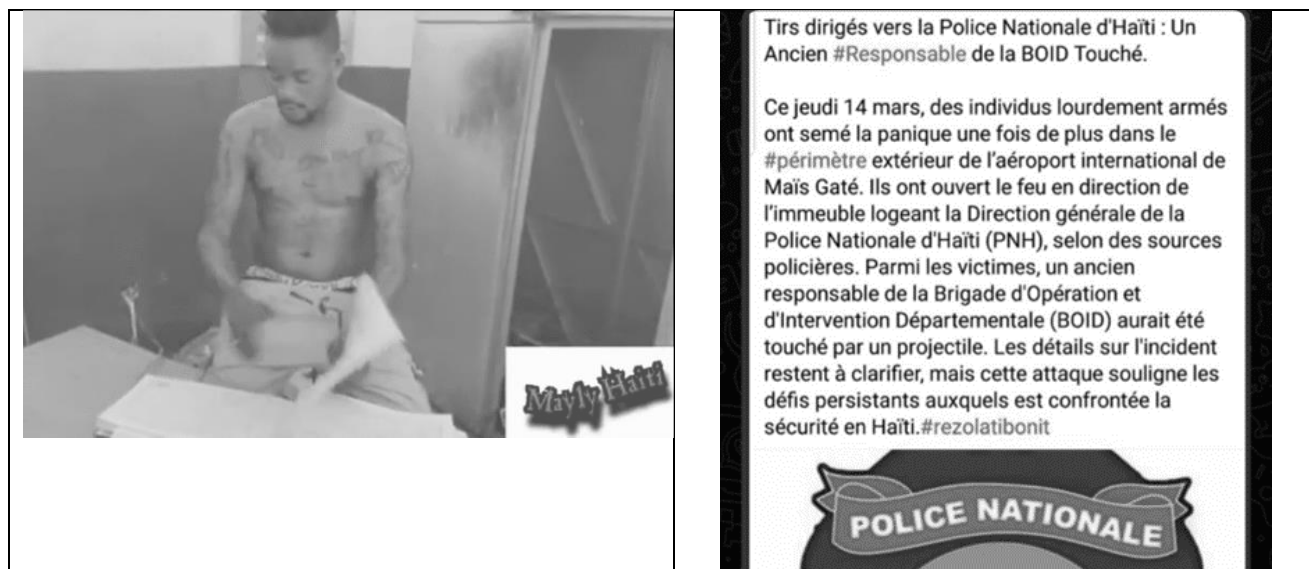 Mayly Haiti
Tirs dirigés vers la Police Nationale d'Haïti : Un
Ancien #Responsable de la BOID Touché.
Ce jeudi 14 mars, des individus lourdement armés
ont semé la panique une fois de plus dans le
#périmètre extérieur de l'aéroport international de
Maïs Gaté. Ils ont ouvert le feu en direction de
l'immeuble logeant la Direction générale de la
Police Nationale d'Haïti (PNH), selon des sources
policières. Parmi les victimes, un ancien
responsable de la Brigade d'Opération et
d'Intervention Départementale (BOID) aurait été
touché par un projectile. Les détails sur l'incident
restent à clarifier, mais cette attaque souligne les
défis persistants auxquels est confrontée la
sécurité en Haïti.#rezolatibonit
POLICE NATIONALE